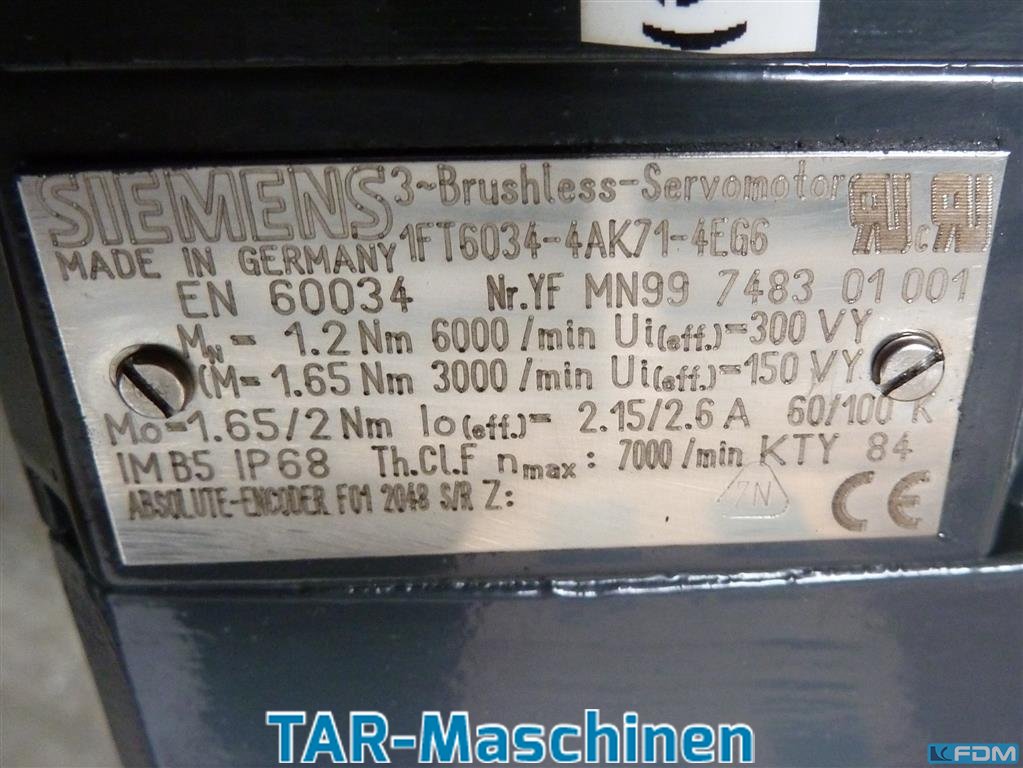 SIEMENS 3~Brushless-Servomotor
1FT6034-4AK71-4EG6
MADE IN GERMANY
EN 60034 Nr.YF MN99 7483 01 001
MN= 1.2 Nm 6000 /min Ui(eff.)=300 VY
(M= 1.65 Nm 3000 /min Ui(eff.)=150 VY
Mo=1.65/2 Nm Io(eff.)= 2.15/2.6 A 60/100 K
IM B5 IP68 Th.Cl.F nmax: 7000 /min KTY 84
ABSOLUTE-ENCODER F01 2048 S/R Z:
7N
CE
TAR-Maschinen
FDM